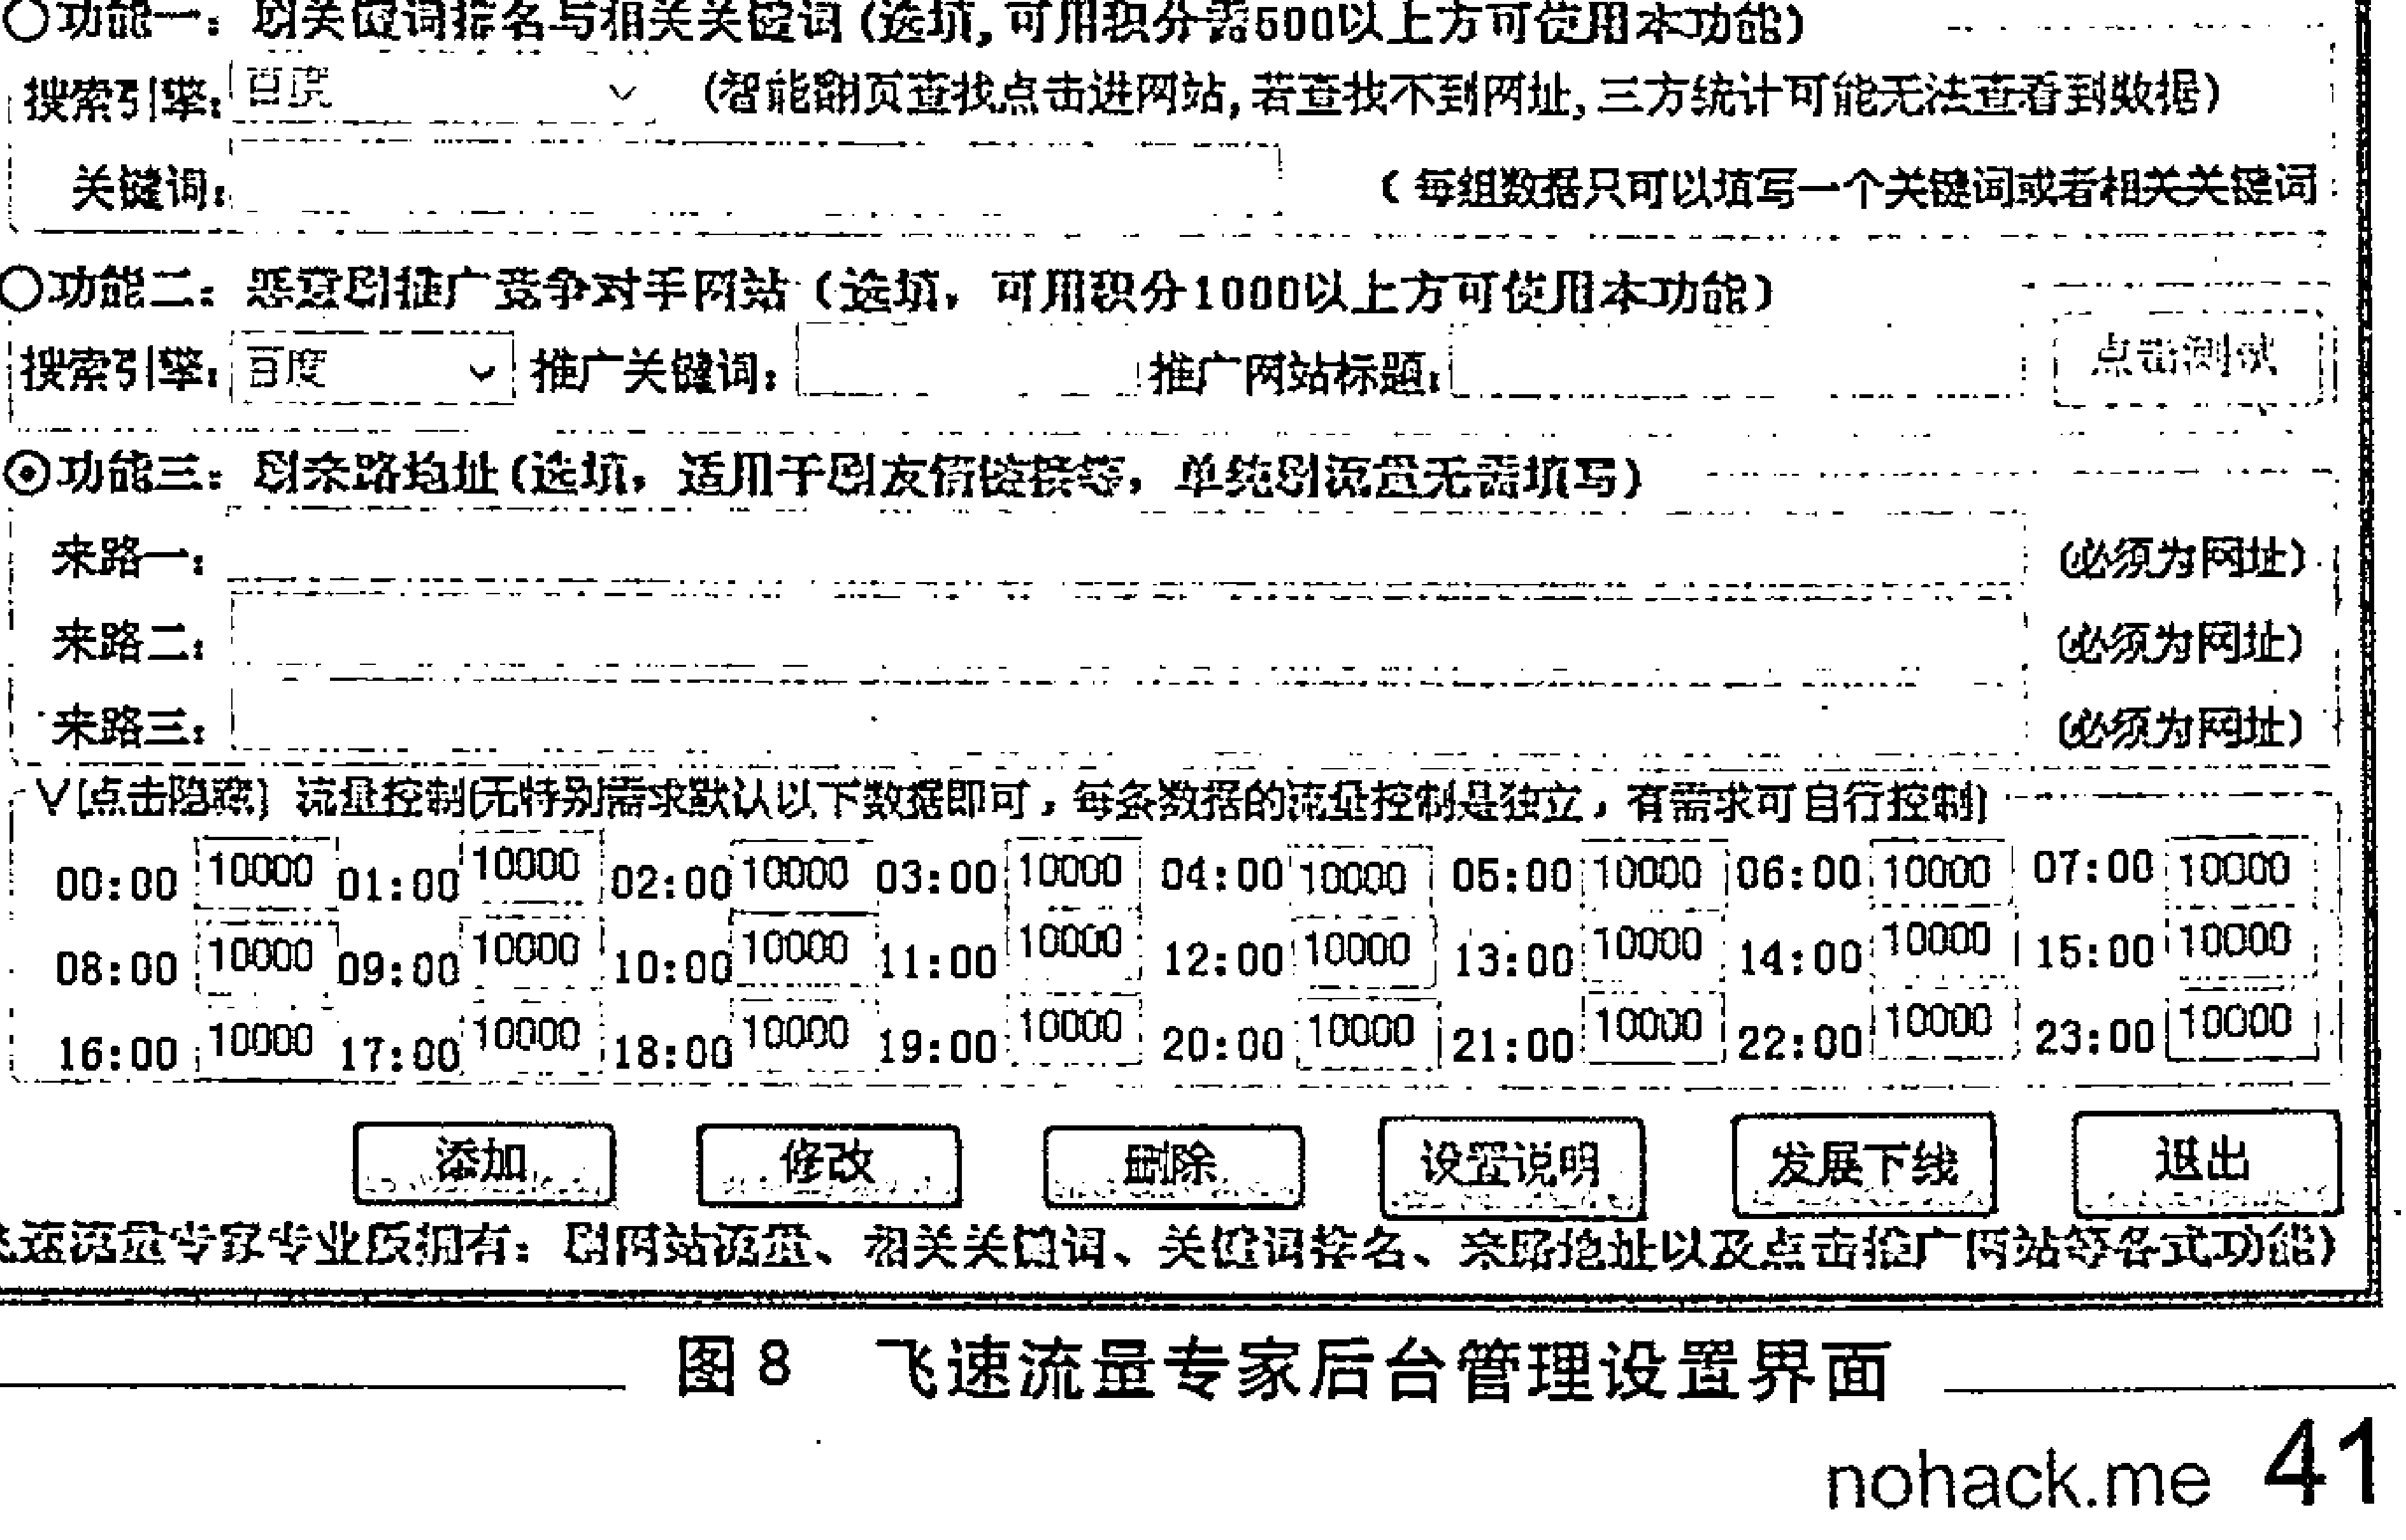 ○功能一：刷关键词排名与相关关键词（选填,可用积分需500以上方可使用本功能）
搜索引擎: 百度 （智能翻页查找点击进网站,若查找不到网址,三方统计可能无法查看到数据）
关键词: （每组数据只可以填写一个关键词或者相关关键词
○功能二：恶意刷推广竞争对手网站（选填，可用积分1000以上方可使用本功能）
搜索引擎: 百度 推广关键词: 推广网站标题: 点击测试
⊙功能三：刷来路地址(选填，适用于刷友情链接等，单纯刷流量无需填写)
来路一: (必须为网址)
来路二: (必须为网址)
来路三: (必须为网址)
V[点击隐藏] 流量控制[无特别需求默认以下数据即可，每条数据的流量控制是独立，有需求可自行控制]
00:00 10000 01:00 10000 02:00 10000 03:00 10000 04:00 10000 05:00 10000 06:00 10000 07:00 10000
08:00 10000 09:00 10000 10:00 10000 11:00 10000 12:00 10000 13:00 10000 14:00 10000 15:00 10000
16:00 10000 17:00 10000 18:00 10000 19:00 10000 20:00 10000 21:00 10000 22:00 10000 23:00 10000
添加 修改 删除 设置说明 发展下线 退出
速流量专家专业版拥有：刷网站流量、相关关键词、关键词排名、来路地址以及点击推广网站等各式功能）
图8 飞速流量专家后台管理设置界面
nohack.me 41